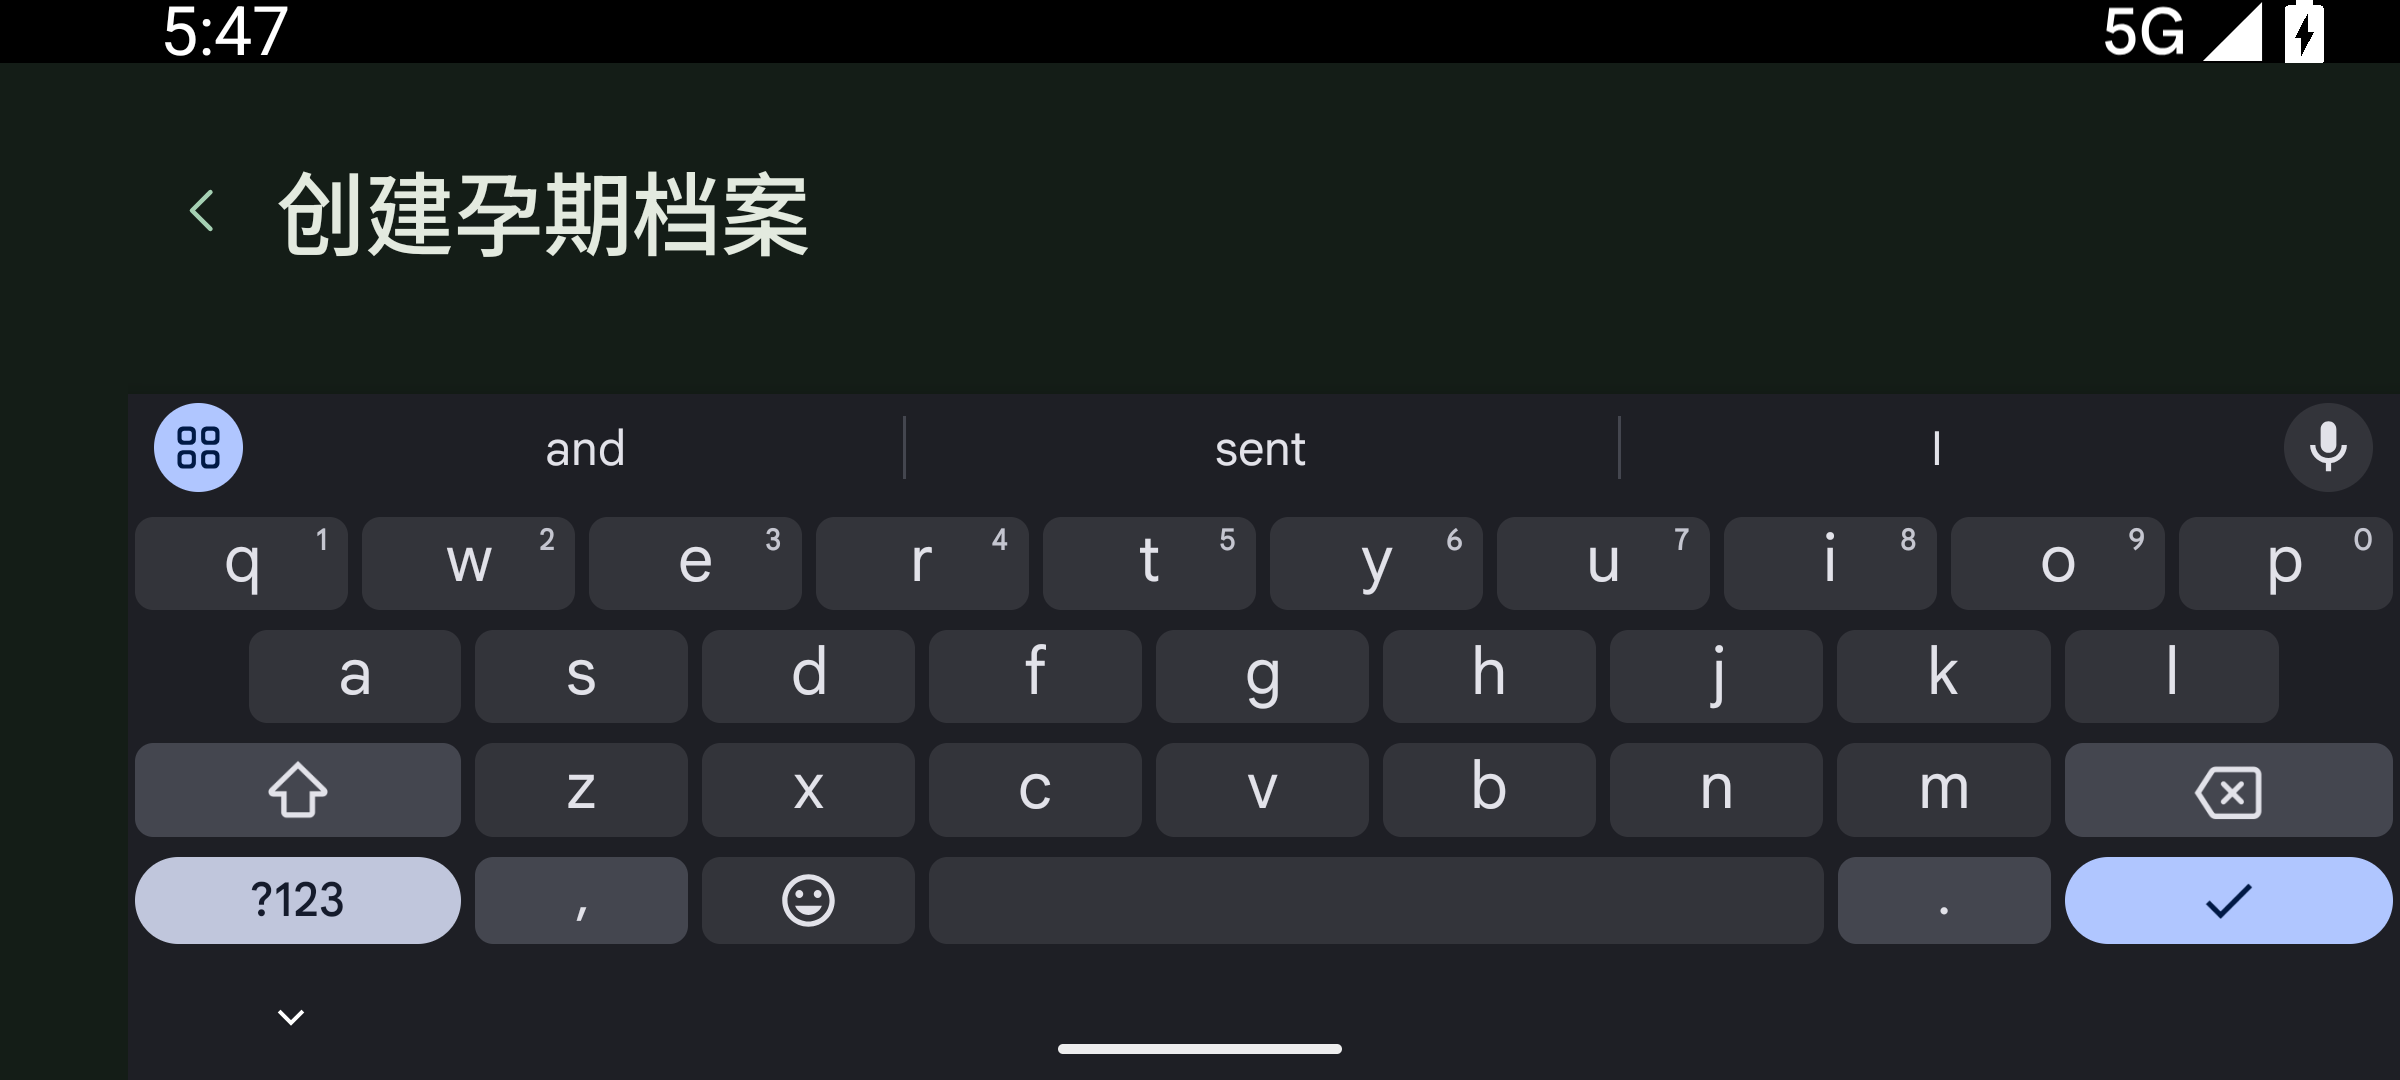 5:47 5G
创建孕期档案
and sent I
q 1 w 2 e 3 r 4 t 5 y 6 u 7 i 8 o 9 p 0
a s d f g h j k l
z x c v b n m
?123 , .